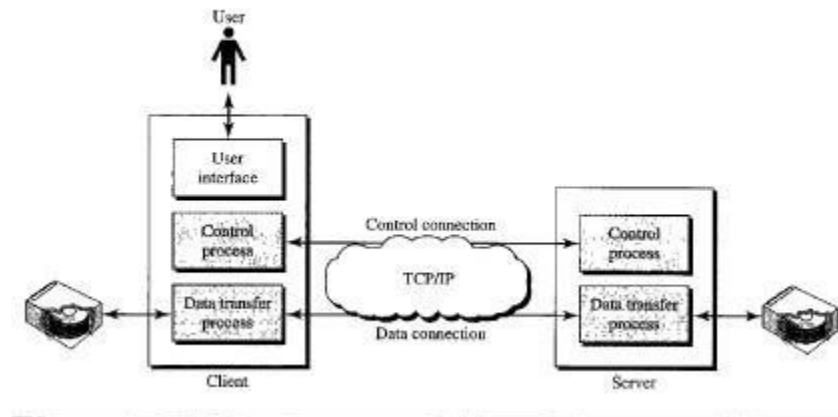 User
User
interface
Control
process
Data transfer
process
Client
Control connection
TCP/IP
Data connection
Control
process
Data transfer
process
Server